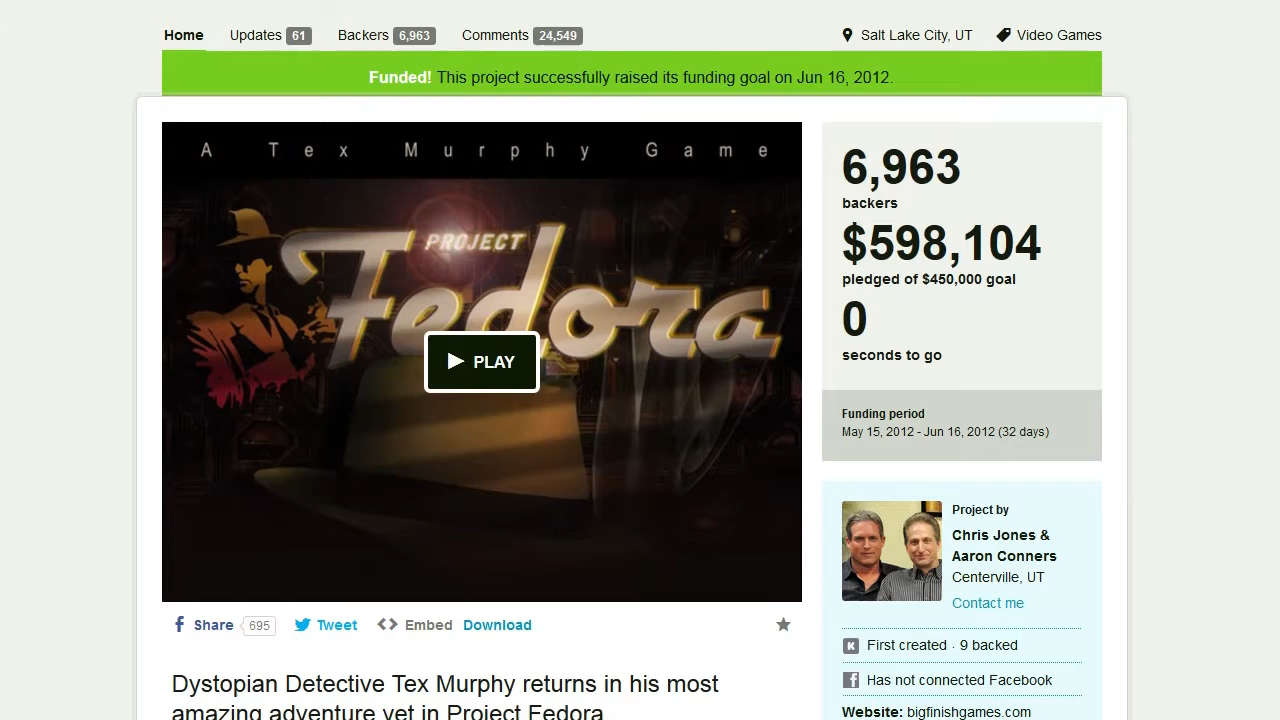 Home Updates 61 Backers 6,963 Comments 24,549 Salt Lake City, UT Video Games
Funded! This project successfully raised its funding goal on Jun 16, 2012.
A Tex Murphy Game
PROJECT
Fedora
PLAY
6,963
backers
$598,104
pledged of $450,000 goal
0
seconds to go
Funding period
May 15, 2012 - Jun 16, 2012 (32 days)
Project by
Chris Jones &
Aaron Conners
Centerville, UT
Contact me
First created · 9 backed
Has not connected Facebook
Website: bigfinishgames.com
Share 695 Tweet Embed Download
Dystopian Detective Tex Murphy returns in his most
amazing adventure yet in Project Fedora